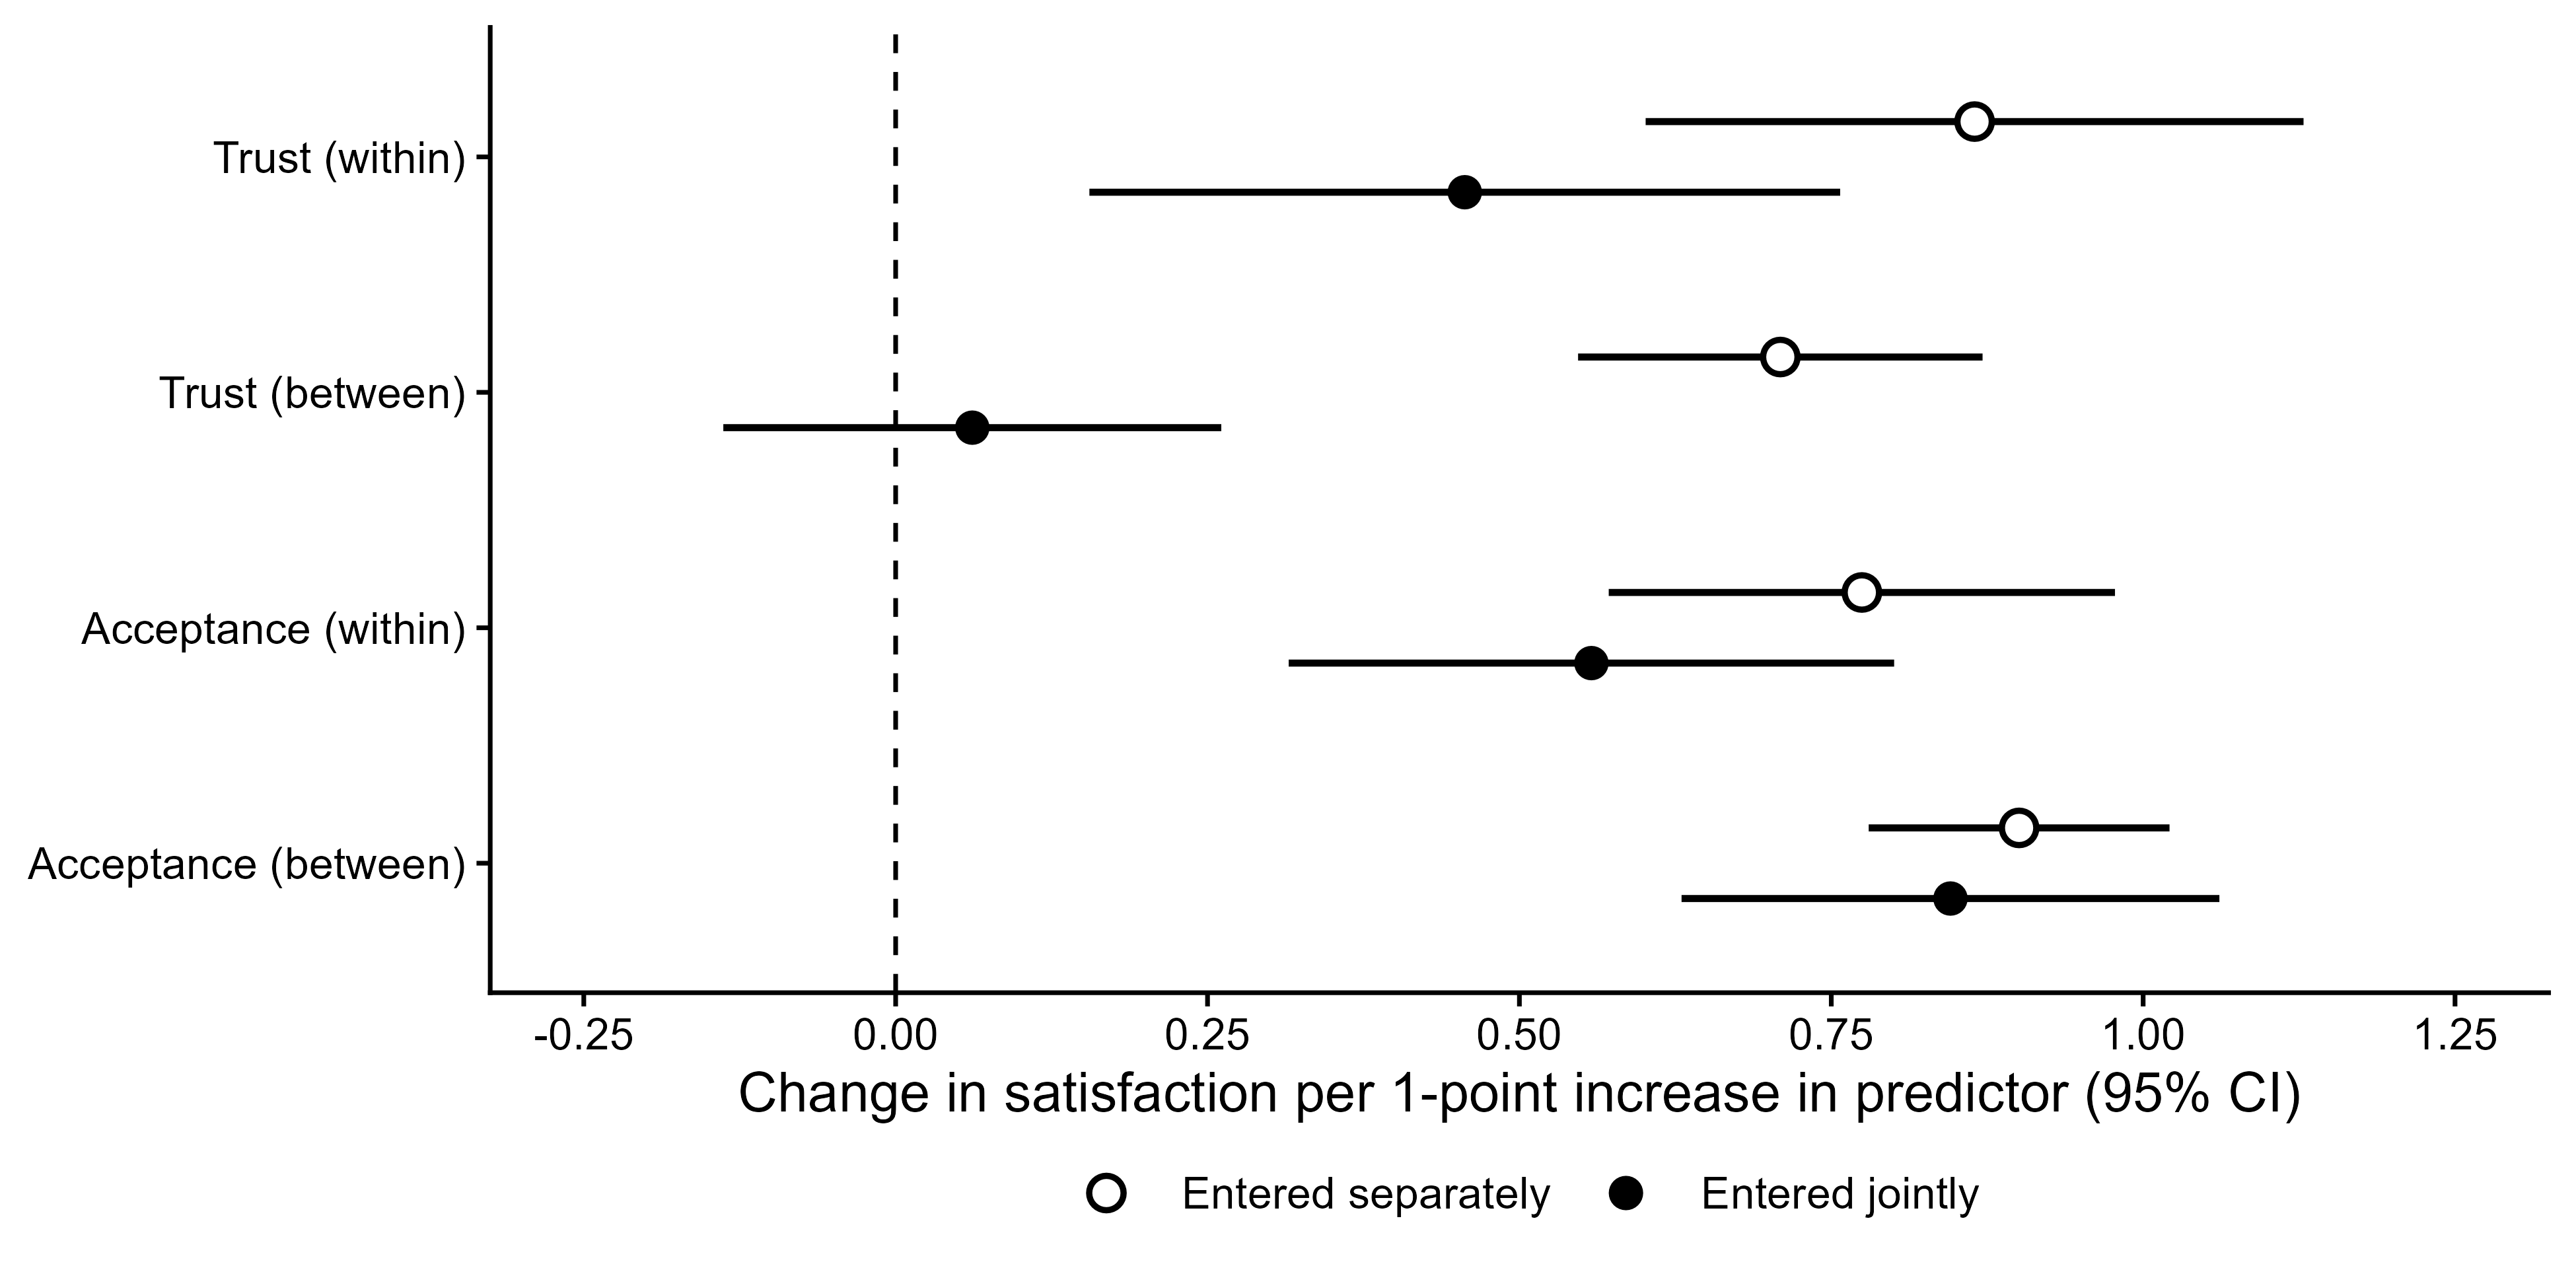 Trust (within)
Trust (between)
Acceptance (within)
Acceptance (between)
-0.25 0.00 0.25 0.50 0.75 1.00 1.25
Change in satisfaction per 1-point increase in predictor (95% CI)
Entered separately Entered jointly